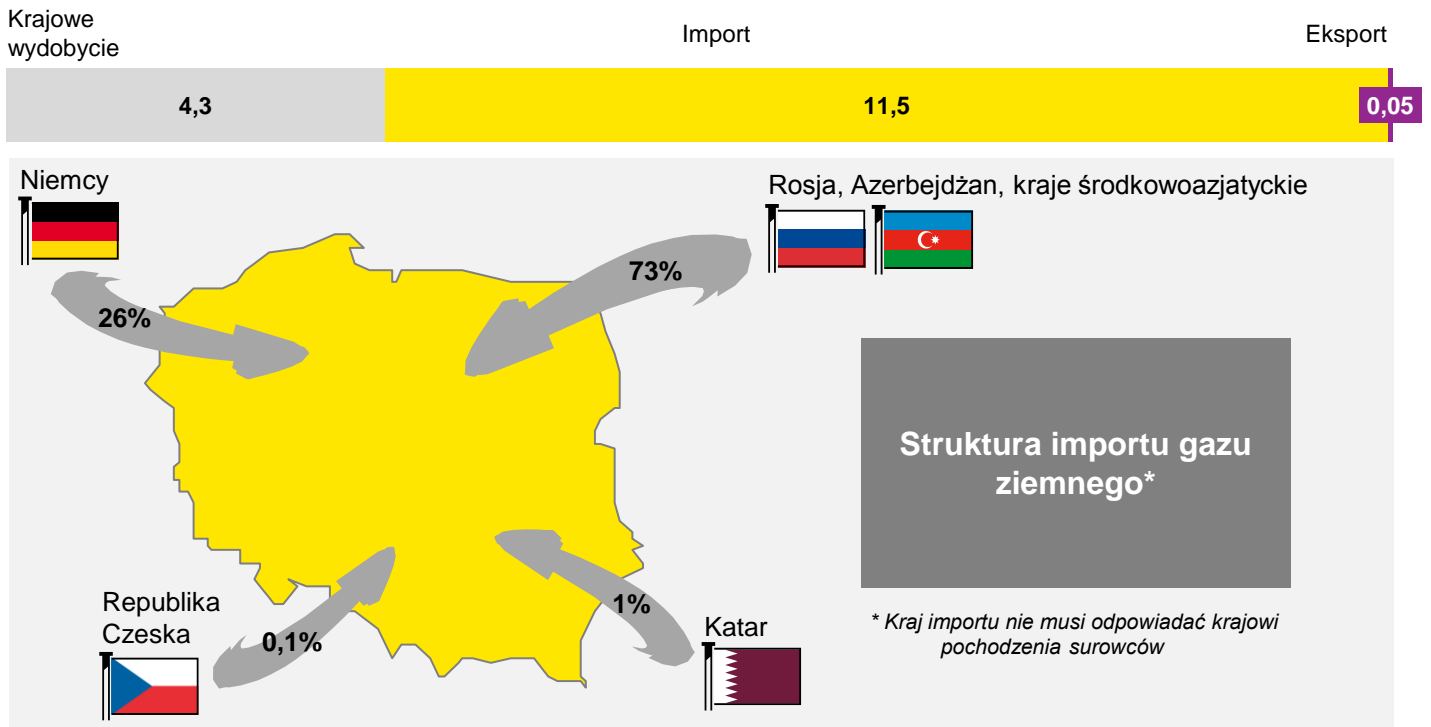 Krajowe
wydobycie
Import
Eksport
4,3
11,5
0,05
Niemcy
Rosja, Azerbejdżan, kraje środkowoazjatyckie
73%
26%
Struktura importu gazu
ziemnego*
Republika
Czeska
0,1%
1%
Katar
* Kraj importu nie musi odpowiadać krajowi
pochodzenia surowców